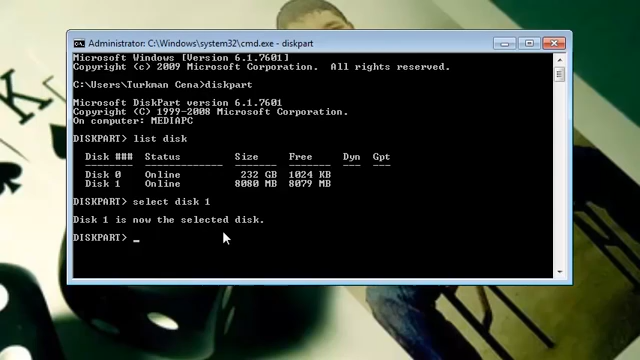 Administrator: C:\Windows\system32\cmd.exe - diskpart
Microsoft Windows [Version 6.1.7601]
Copyright (c) 2009 Microsoft Corporation.  All rights reserved.
C:\Users\Turkman Cena>diskpart
Microsoft DiskPart version 6.1.7601
Copyright (C) 1999-2008 Microsoft Corporation.
On computer: MEDIAPC
DISKPART> list disk
Disk ###  Status  Size  Free  Dyn  Gpt
Disk 0  Online  232 GB  1024 KB
Disk 1  Online  8080 MB  8079 MB
DISKPART> select disk 1
Disk 1 is now the selected disk.
DISKPART> _
K